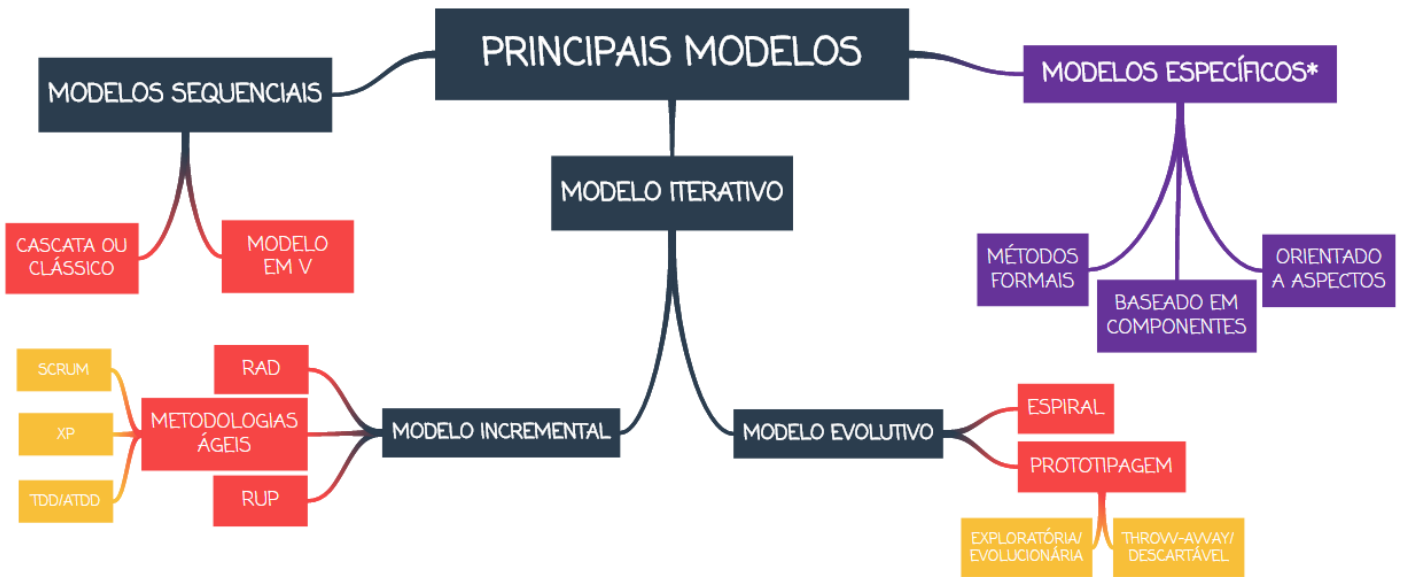 PRINCIPAIS MODELOS
MODELOS SEQUENCIAIS
MODELOS ESPECÍFICOS*
MODELO ITERATIVO
CASCATA OU
CLÁSSICO
MODELO
EM V
MÉTODOS
FORMAIS
BASEADO EM
COMPONENTES
ORIENTADO
A ASPECTOS
SCRUM
XP
TDD/ATDD
METODOLOGIAS
ÁGEIS
RAD
RUP
MODELO INCREMENTAL
MODELO EVOLUTIVO
ESPIRAL
PROTOTIPAGEM
EXPLORATÓRIA/
EVOLUCIONÁRIA
THROW-AWAY/
DESCARTÁVEL